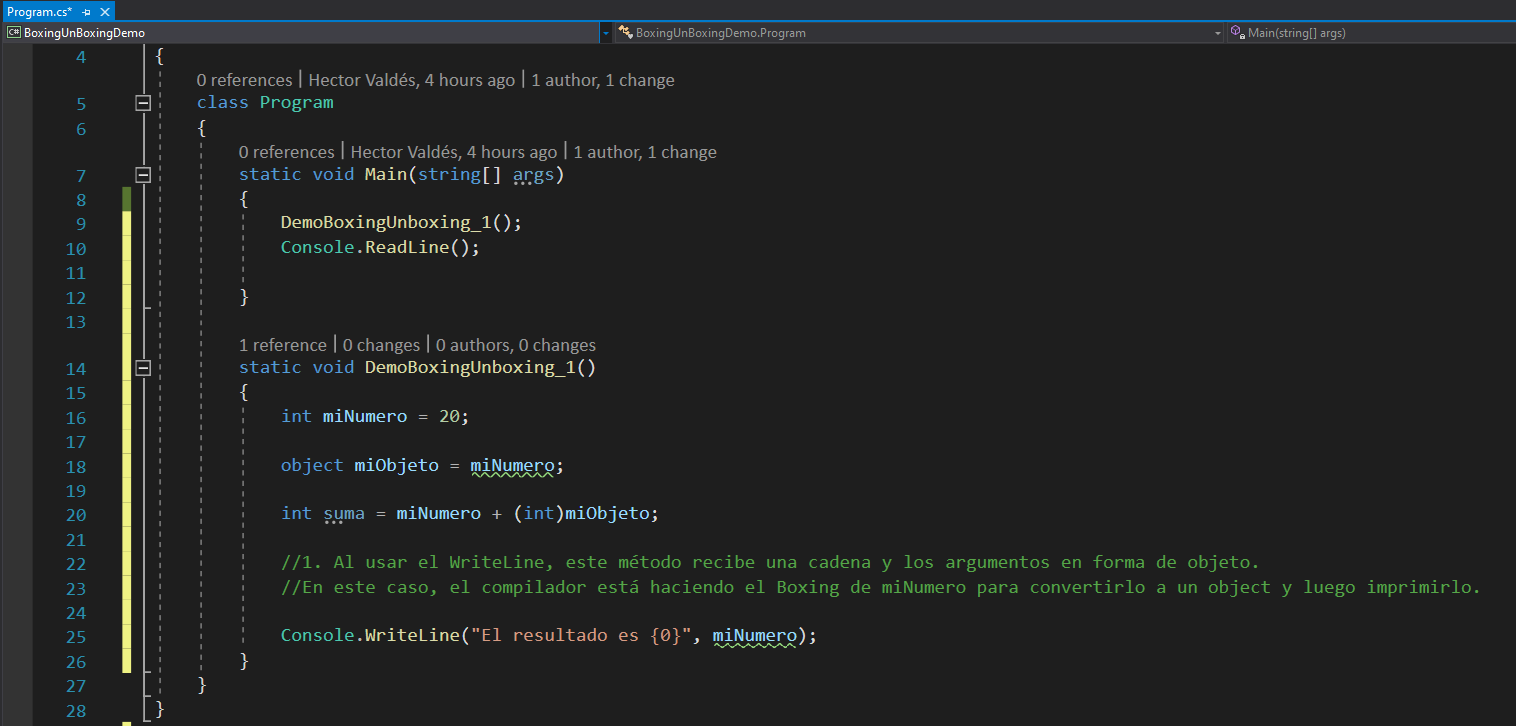 Program.cs*
C# BoxingUnBoxingDemo BoxingUnBoxingDemo.Program Main(string[] args)
4 {
0 references | Hector Valdés, 4 hours ago | 1 author, 1 change
5 class Program
6 {
0 references | Hector Valdés, 4 hours ago | 1 author, 1 change
7 static void Main(string[] args)
8 {
9 DemoBoxingUnboxing_1();
10 Console.ReadLine();
11
12 }
13
1 reference | 0 changes | 0 authors, 0 changes
14 static void DemoBoxingUnboxing_1()
15 {
16 int miNumero = 20;
17
18 object miObjeto = miNumero;
19
20 int suma = miNumero + (int)miObjeto;
21
22 //1. Al usar el WriteLine, este método recibe una cadena y los argumentos en forma de objeto.
23 //En este caso, el compilador está haciendo el Boxing de miNumero para convertirlo a un object y luego imprimirlo.
24
25 Console.WriteLine("El resultado es {0}", miNumero);
26 }
27 }
28 }